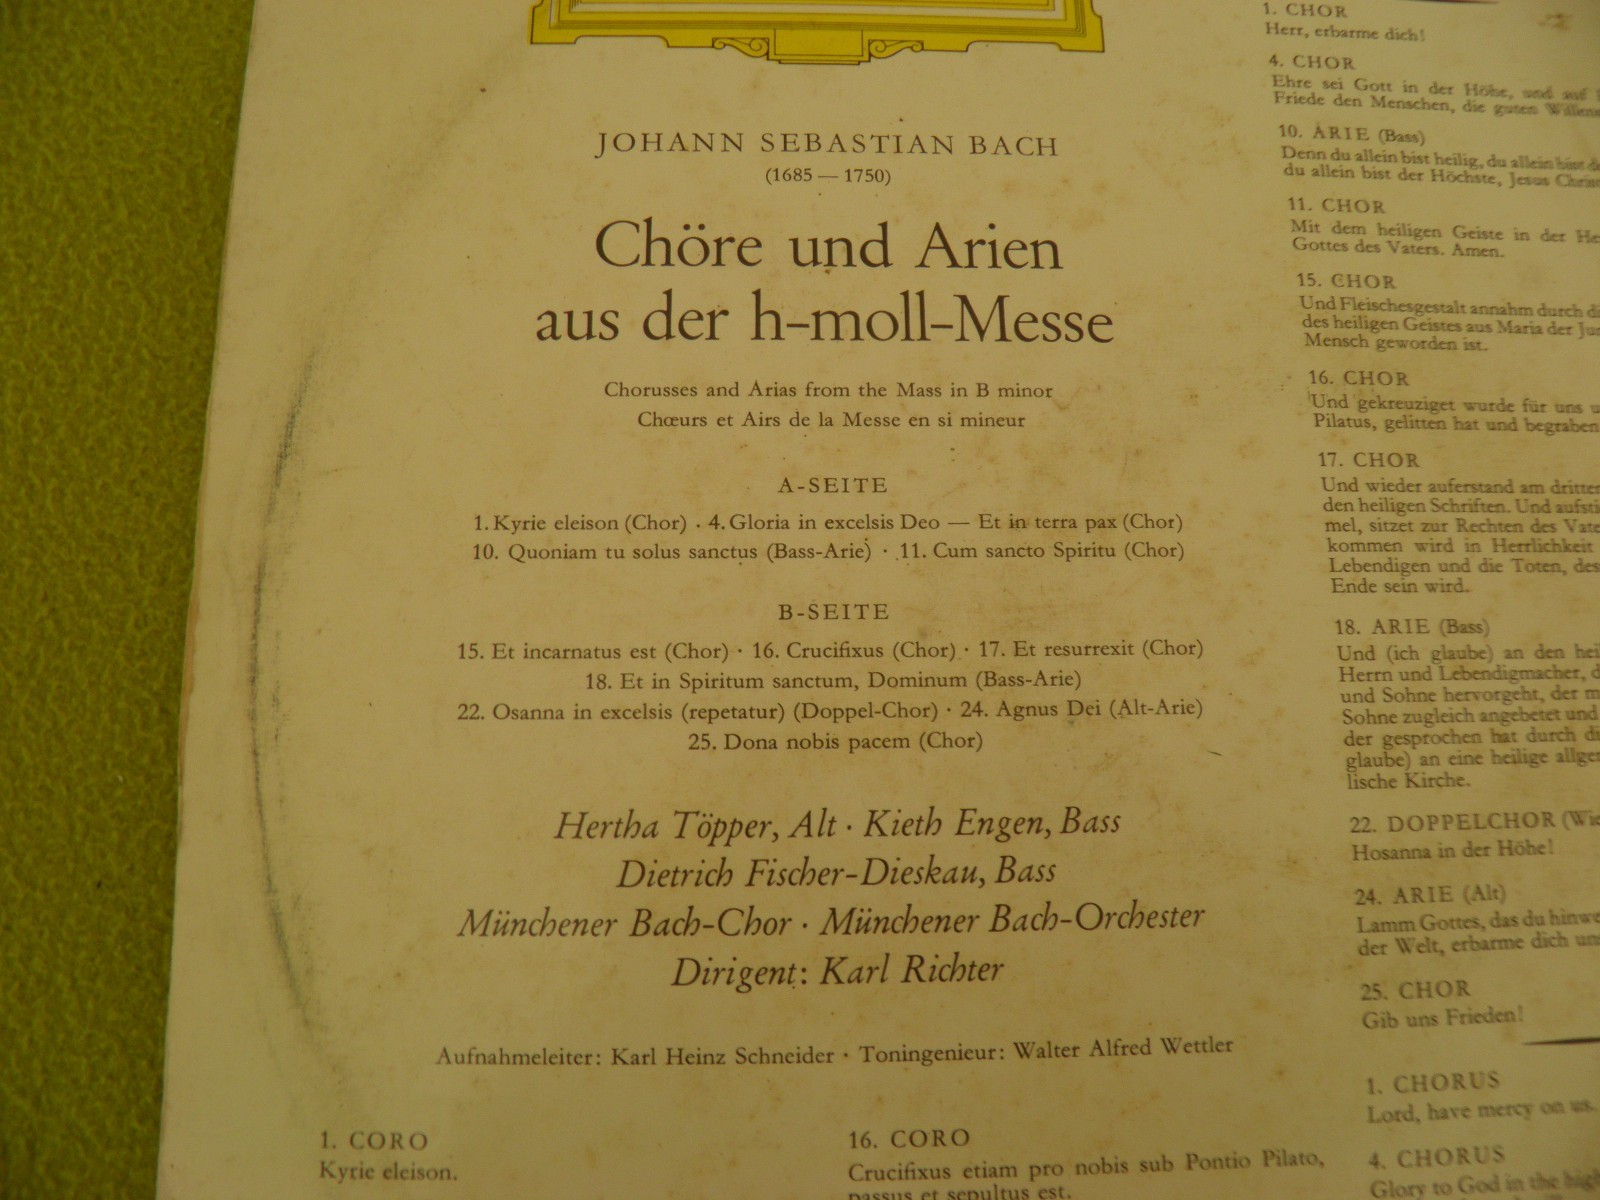 JOHANN SEBASTIAN BACH
(1685 — 1750)
Chöre und Arien
aus der h-moll-Messe
Chorusses and Arias from the Mass in B minor
Chœurs et Airs de la Messe en si mineur
A-SEITE
1. Kyrie eleison (Chor) · 4. Gloria in excelsis Deo — Et in terra pax (Chor)
10. Quoniam tu solus sanctus (Bass-Arie) · 11. Cum sancto Spiritu (Chor)
B-SEITE
15. Et incarnatus est (Chor) · 16. Crucifixus (Chor) · 17. Et resurrexit (Chor)
18. Et in Spiritum sanctum, Dominum (Bass-Arie)
22. Osanna in excelsis (repetatur) (Doppel-Chor) · 24. Agnus Dei (Alt-Arie)
25. Dona nobis pacem (Chor)
Hertha Töpper, Alt · Kieth Engen, Bass
Dietrich Fischer-Dieskau, Bass
Münchener Bach-Chor · Münchener Bach-Orchester
Dirigent: Karl Richter
Aufnahmeleiter: Karl Heinz Schneider · Toningenieur: Walter Alfred Wettler
1. CORO
Kyrie eleison.
16. CORO
Crucifixus etiam pro nobis sub Pontio Pilato,
passus et sepultus est.
1. CHOR
Herr, erbarme dich!
4. CHOR
Ehre sei Gott in der Höhe, und auf
Friede den Menschen, die guten
10. ARIE (Bass)
Denn du allein bist heilig, du allein bist
du allein bist der Höchste, Jesus
11. CHOR
Mit dem heiligen Geiste in der
Gottes des Vaters. Amen.
15. CHOR
Und Fleischesgestalt annahm durch
des heiligen Geistes aus Maria der
Mensch geworden ist.
16. CHOR
Und gekreuziget wurde für uns
Pilatus, gelitten hat und begraben
17. CHOR
Und wieder auferstand am
den heiligen Schriften. Und
mel, sitzet zur Rechten des
kommen wird in Herrlichkeit
Lebendigen und die Toten,
Ende sein wird.
18. ARIE (Bass)
Und (ich glaube) an den
Herrn und Lebendigmacher,
und Sohne hervorgeht, der
Sohne zugleich angebetet und
der gesprochen hat durch
glaube) an eine heilige
lische Kirche.
22. DOPPELCHOR
Hosanna in der Höhe!
24. ARIE (Alt)
Lamm Gottes, das du
der Welt, erbarme dich
25. CHOR
Gib uns Frieden!
1. CHORUS
Lord, have mercy on us.
4. CHORUS
Glory to God in the